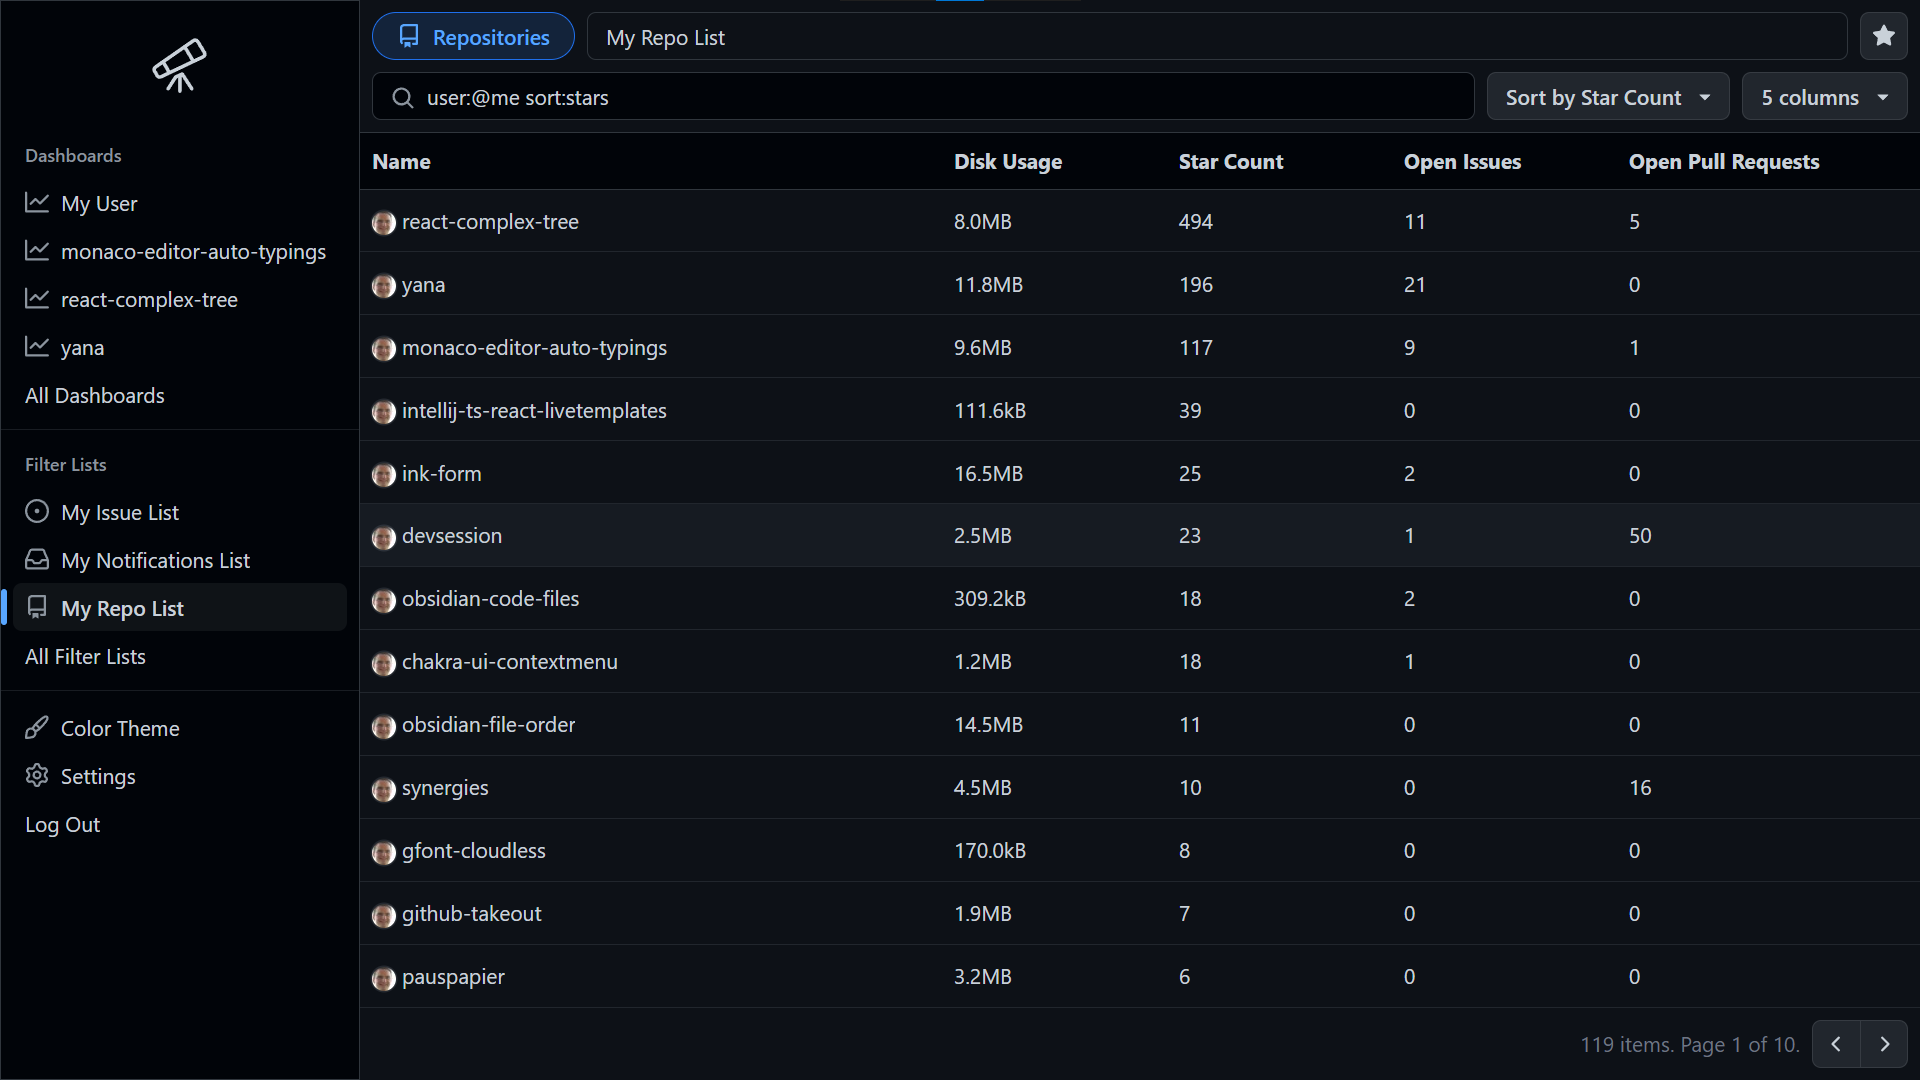 Dashboards
My User
monaco-editor-auto-typings
react-complex-tree
yana
All Dashboards
Filter Lists
My Issue List
My Notifications List
My Repo List
All Filter Lists
Color Theme
Settings
Log Out
Repositories My Repo List
user:@me sort:stars Sort by Star Count 5 columns
Name Disk Usage Star Count Open Issues Open Pull Requests
react-complex-tree 8.0MB 494 11 5
yana 11.8MB 196 21 0
monaco-editor-auto-typings 9.6MB 117 9 1
intellij-ts-react-livetemplates 111.6kB 39 0 0
ink-form 16.5MB 25 2 0
devsession 2.5MB 23 1 50
obsidian-code-files 309.2kB 18 2 0
chakra-ui-contextmenu 1.2MB 18 1 0
obsidian-file-order 14.5MB 11 0 0
synergies 4.5MB 10 0 16
gfont-cloudless 170.0kB 8 0 0
github-takeout 1.9MB 7 0 0
pauspapier 3.2MB 6 0 0
119 items. Page 1 of 10.